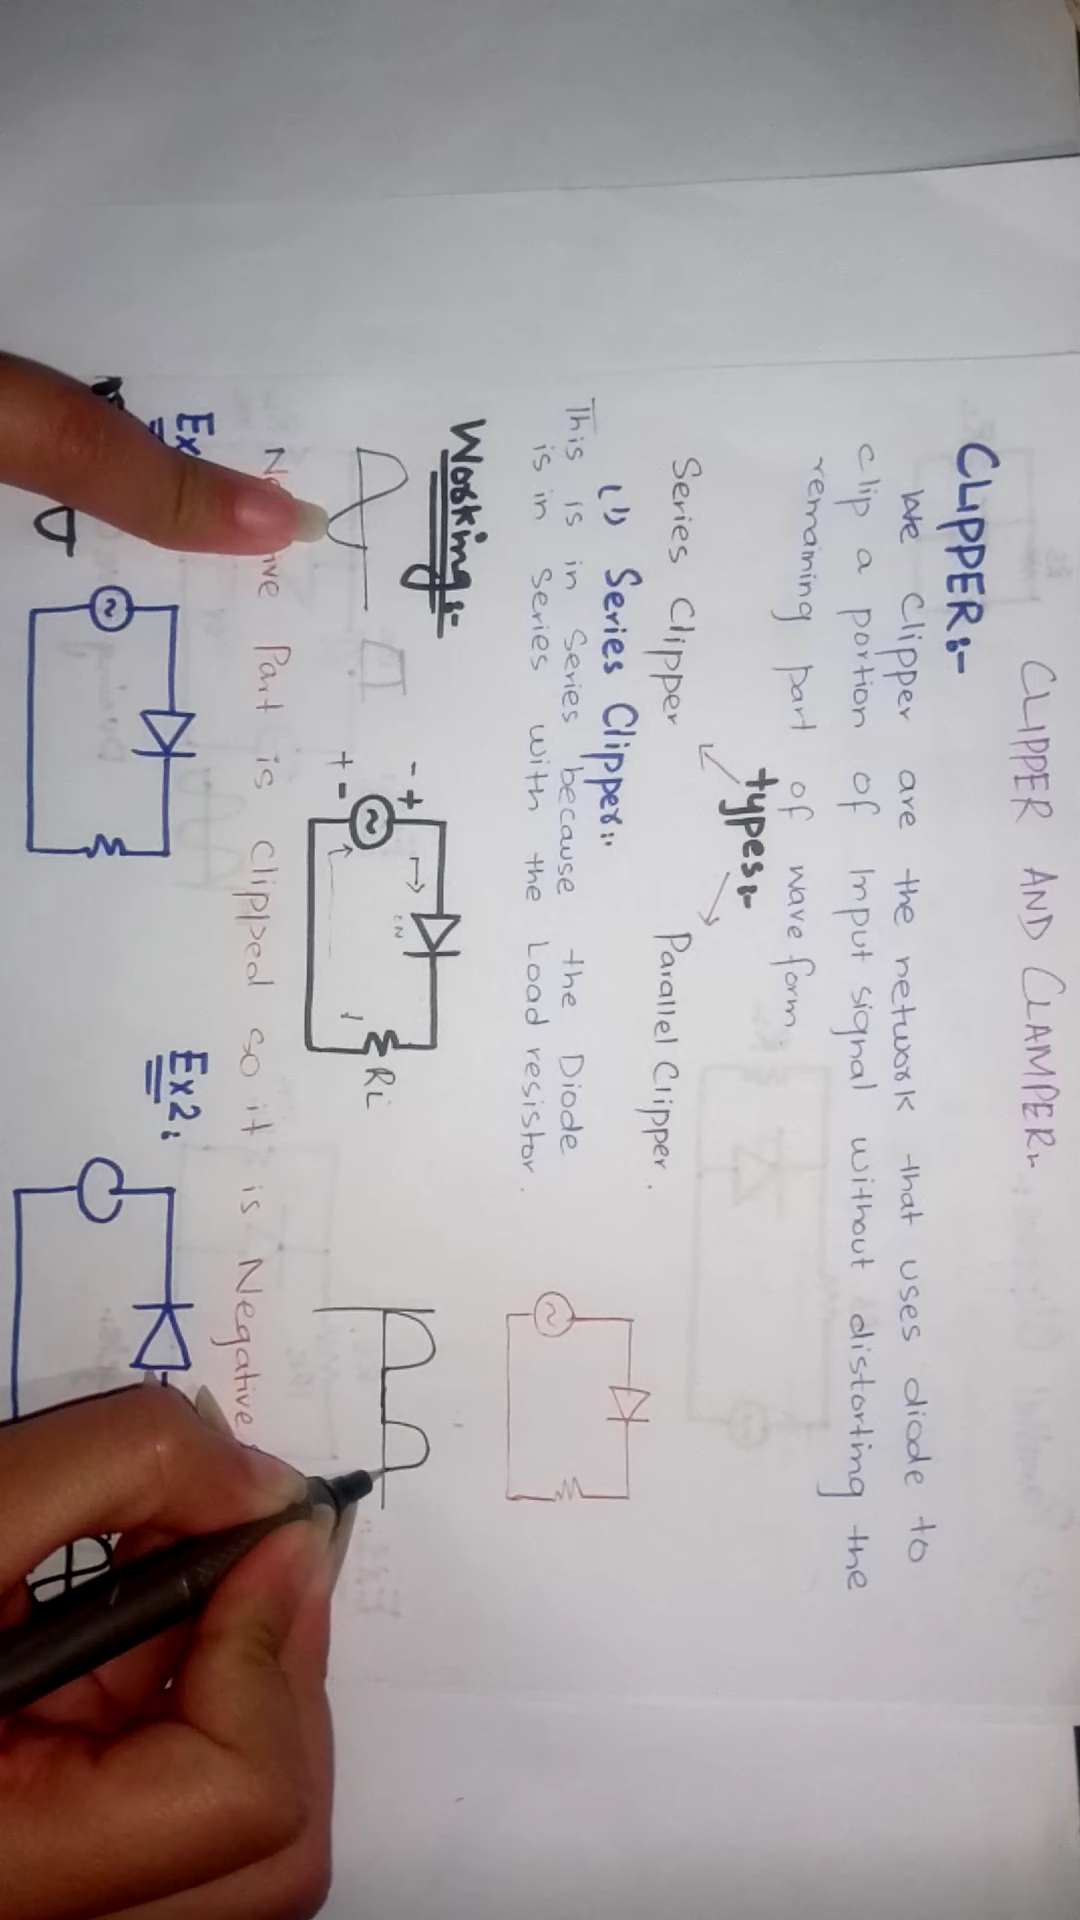 CLIPPER AND CLAMPER:-
CLIPPER:-
We Clipper are the network that uses diode to
clip a portion of Input signal without distorting the
remaining part of wave form.
types:-
Series Clipper Parallel Clipper.
(1) Series Clipper:-
This is in Series because the Diode
is in Series with the Load resistor.
Working:-
- +
+ -
RL
Part is Clipped so it is Negative
Ex
Ex2: